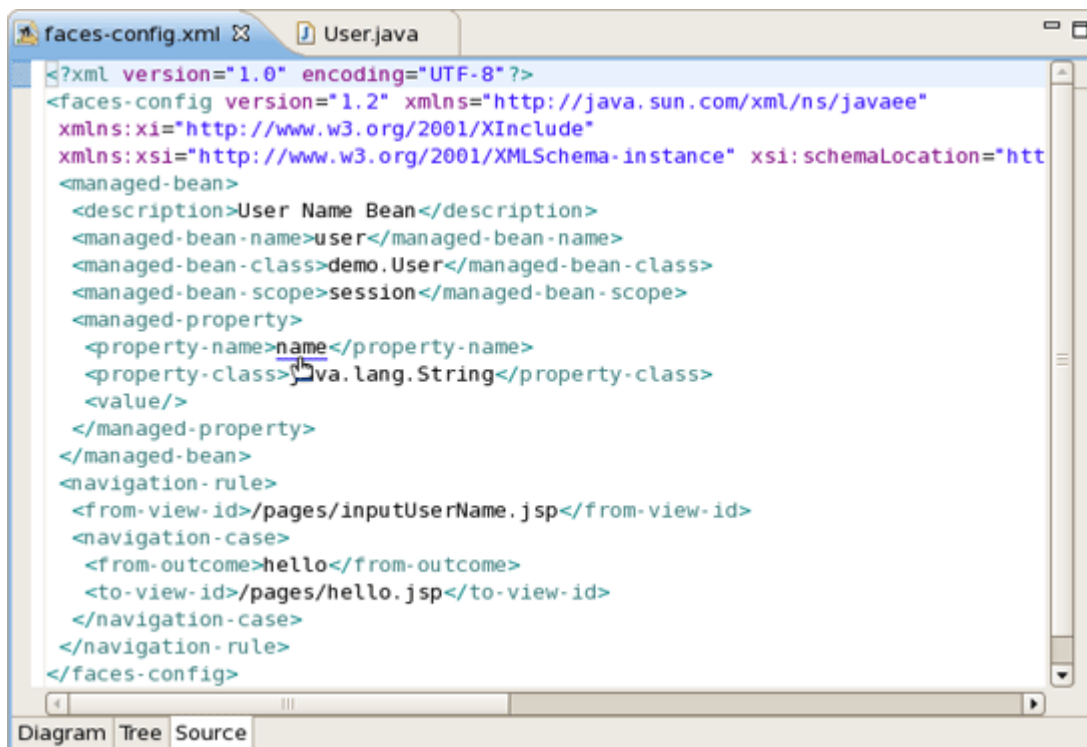 faces-config.xml User.java
<?xml version="1.0" encoding="UTF-8"?>
<faces-config version="1.2" xmlns="http://java.sun.com/xml/ns/javaee"
xmlns:xi="http://www.w3.org/2001/XInclude"
xmlns:xsi="http://www.w3.org/2001/XMLSchema-instance" xsi:schemaLocation="htt
<managed-bean>
<description>User Name Bean</description>
<managed-bean-name>user</managed-bean-name>
<managed-bean-class>demo.User</managed-bean-class>
<managed-bean-scope>session</managed-bean-scope>
<managed-property>
<property-name>name</property-name>
<property-class>java.lang.String</property-class>
<value/>
</managed-property>
</managed-bean>
<navigation-rule>
<from-view-id>/pages/inputUserName.jsp</from-view-id>
<navigation-case>
<from-outcome>hello</from-outcome>
<to-view-id>/pages/hello.jsp</to-view-id>
</navigation-case>
</navigation-rule>
</faces-config>
Diagram Tree Source